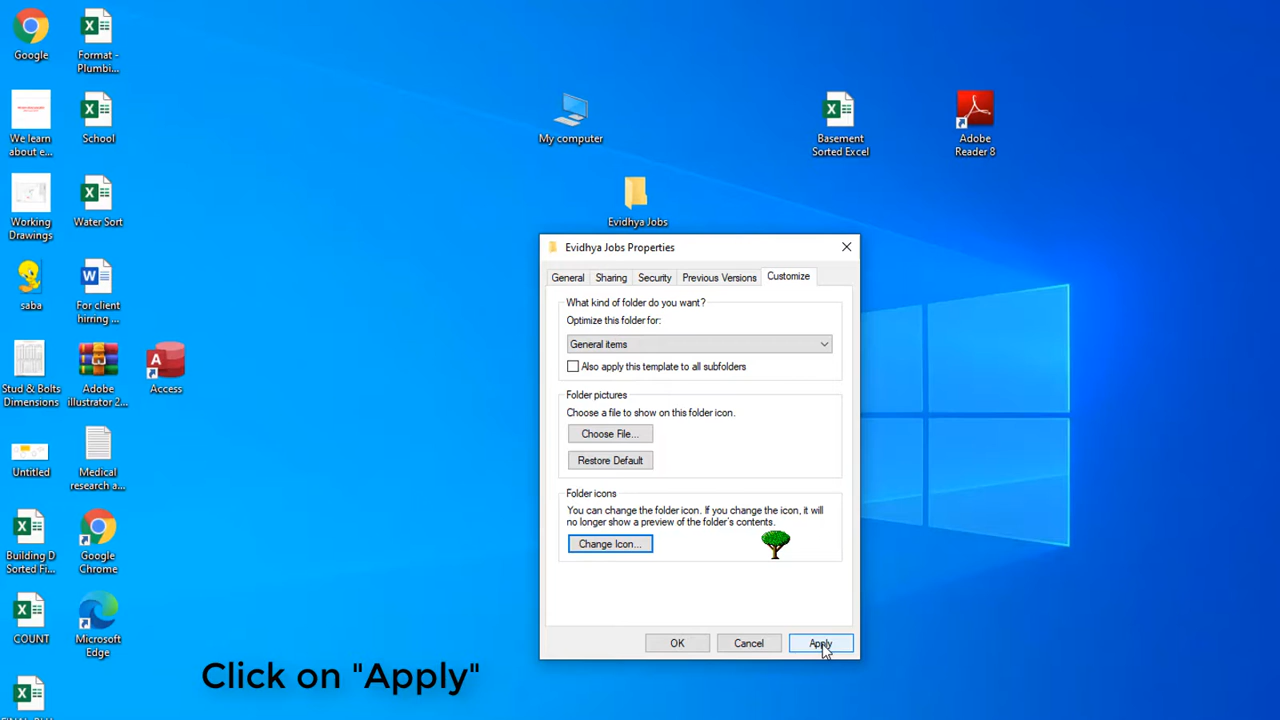 Google
Format -
Plumbi...
We learn
about e...
School
Working
Drawings
Water Sort
saba
For client
hirring ...
Stud & Bolts
Dimensions
Adobe
illustrator 2...
Access
Untitled
Medical
research a...
Building D
Sorted Fi...
Google
Chrome
COUNT
Microsoft
Edge
My computer
Basement
Sorted Excel
Adobe
Reader 8
Evidhya Jobs
Evidhya Jobs Properties
General
Sharing
Security
Previous Versions
Customize
What kind of folder do you want?
Optimize this folder for:
General items
Also apply this template to all subfolders
Folder pictures
Choose a file to show on this folder icon.
Choose File...
Restore Default
Folder icons
You can change the folder icon. If you change the icon, it will
no longer show a preview of the folder's contents.
Change Icon...
OK
Cancel
Apply
Click on "Apply"